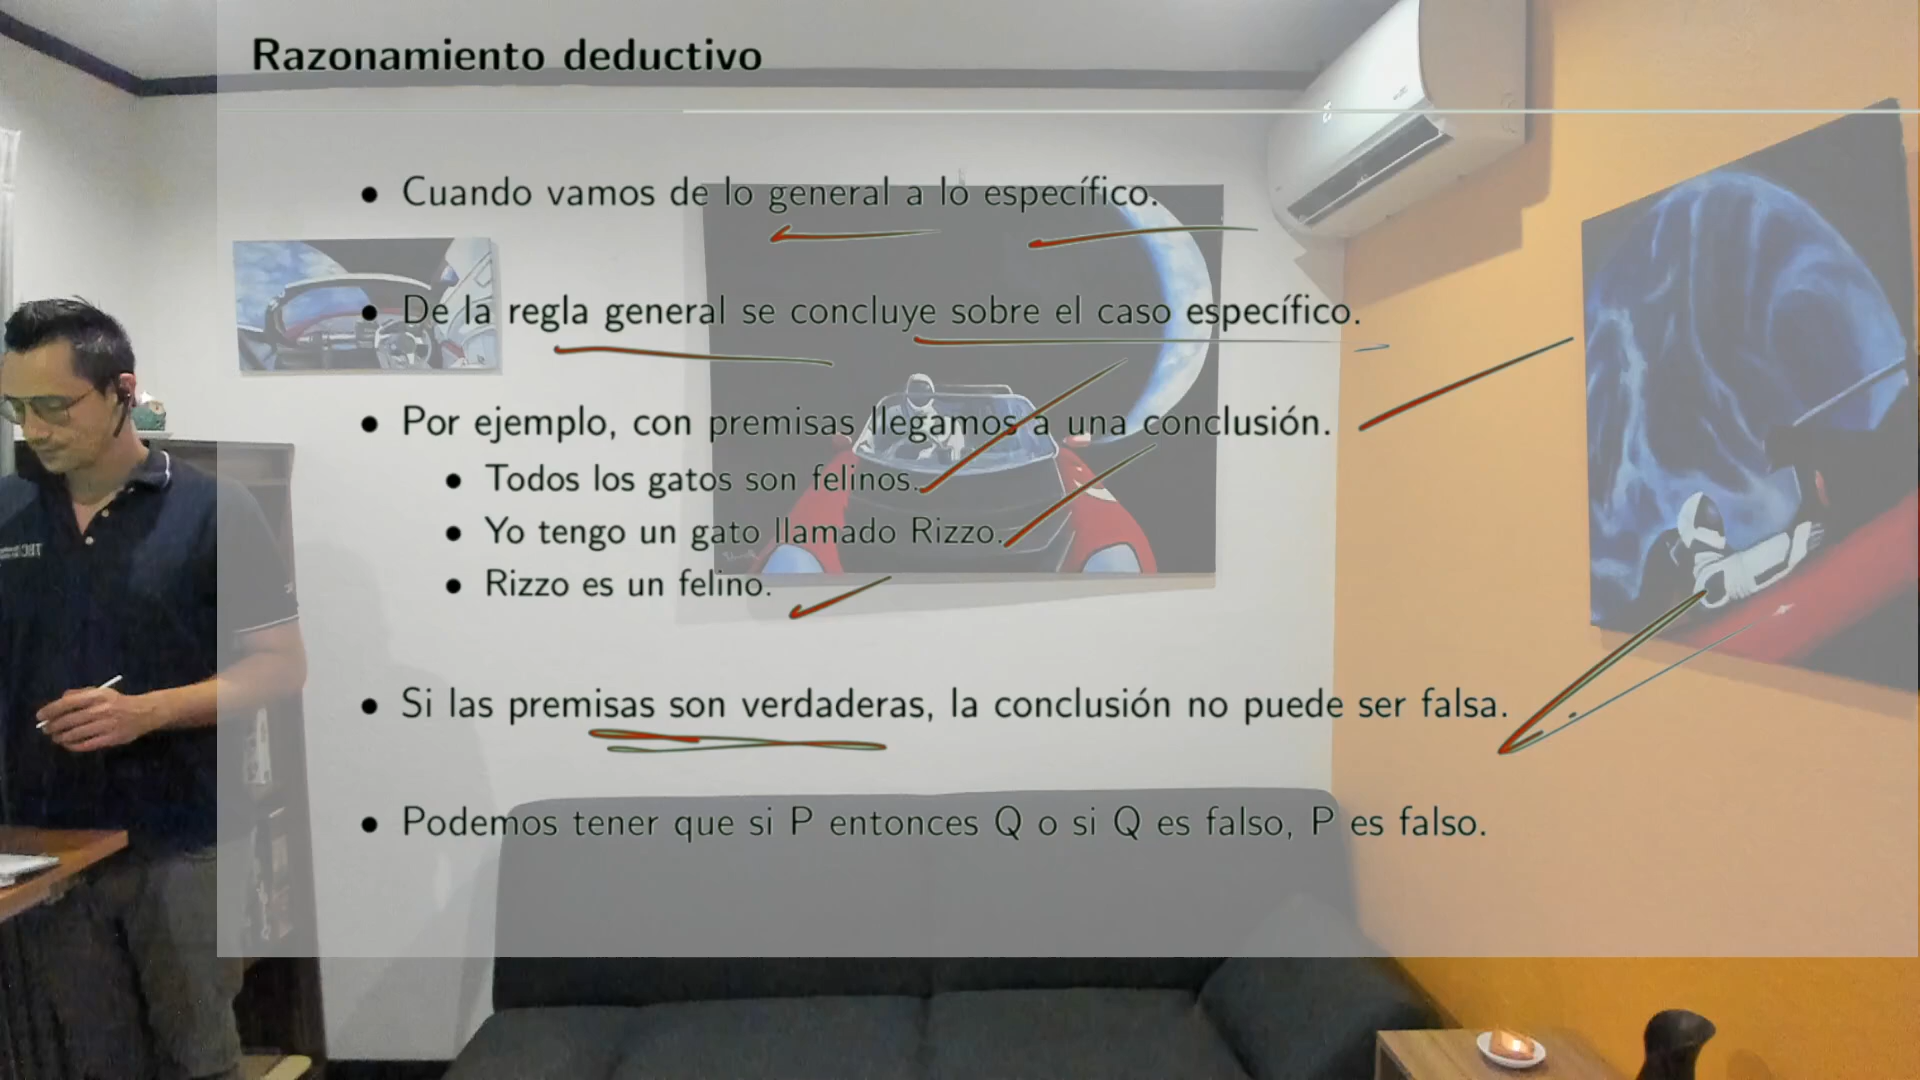 Razonamiento deductivo
• Cuando vamos de lo general a lo específico.
• De la regla general se concluye sobre el caso específico.
• Por ejemplo, con premisas llegamos a una conclusión.
• Todos los gatos son felinos.
• Yo tengo un gato llamado Rizzo.
• Rizzo es un felino.
• Si las premisas son verdaderas, la conclusión no puede ser falsa.
• Podemos tener que si P entonces Q o si Q es falso, P es falso.